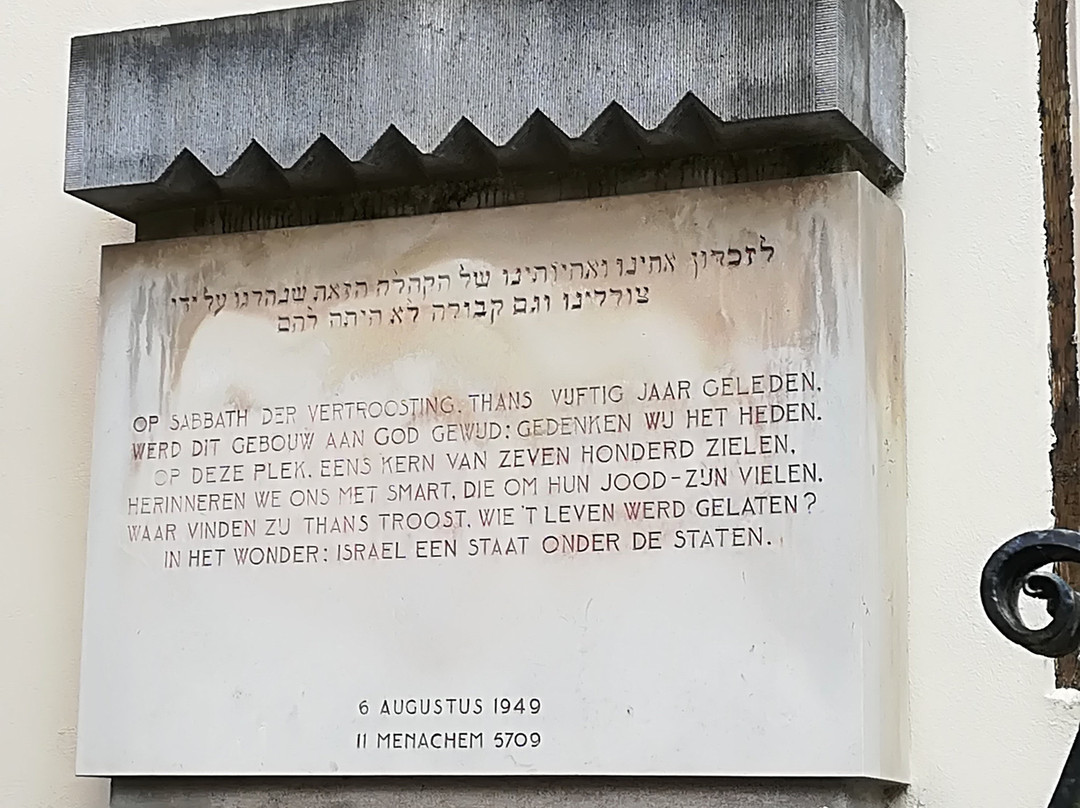 לזכרון אחינו ואחיותינו של הקהלה הזאת שנהרגו על ידי
צוררינו וגם קבורה לא היתה להם
OP SABBATH DER VERTROOSTING, THANS VIJFTIG JAAR GELEDEN,
WERD DIT GEBOUW AAN GOD GEWIJD: GEDENKEN WIJ HET HEDEN.
OP DEZE PLEK, EENS KERN VAN ZEVEN HONDERD ZIELEN,
HERINNEREN WE ONS MET SMART, DIE OM HUN JOOD-ZIJN VIELEN.
WAAR VINDEN ZIJ THANS TROOST, WIE 'T LEVEN WERD GELATEN?
IN HET WONDER: ISRAEL EEN STAAT ONDER DE STATEN.
6 AUGUSTUS 1949
11 MENACHEM 5709